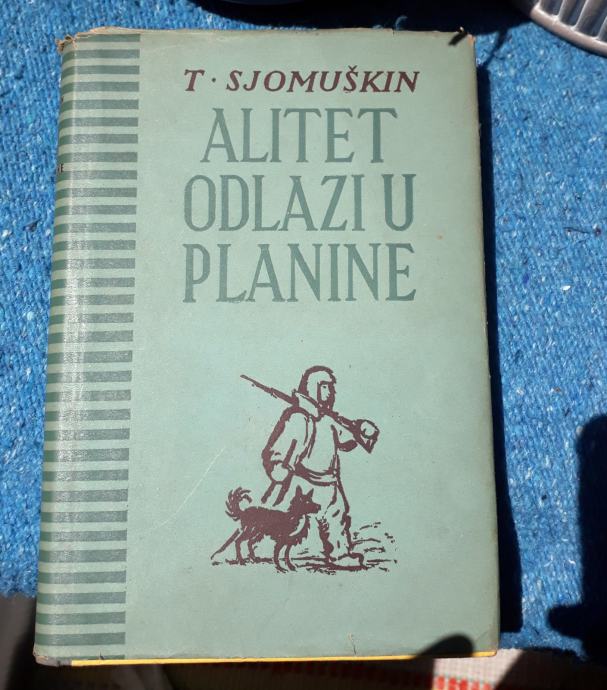 T · SJOMUŠKIN
ALITET
ODLAZI U
PLANINE